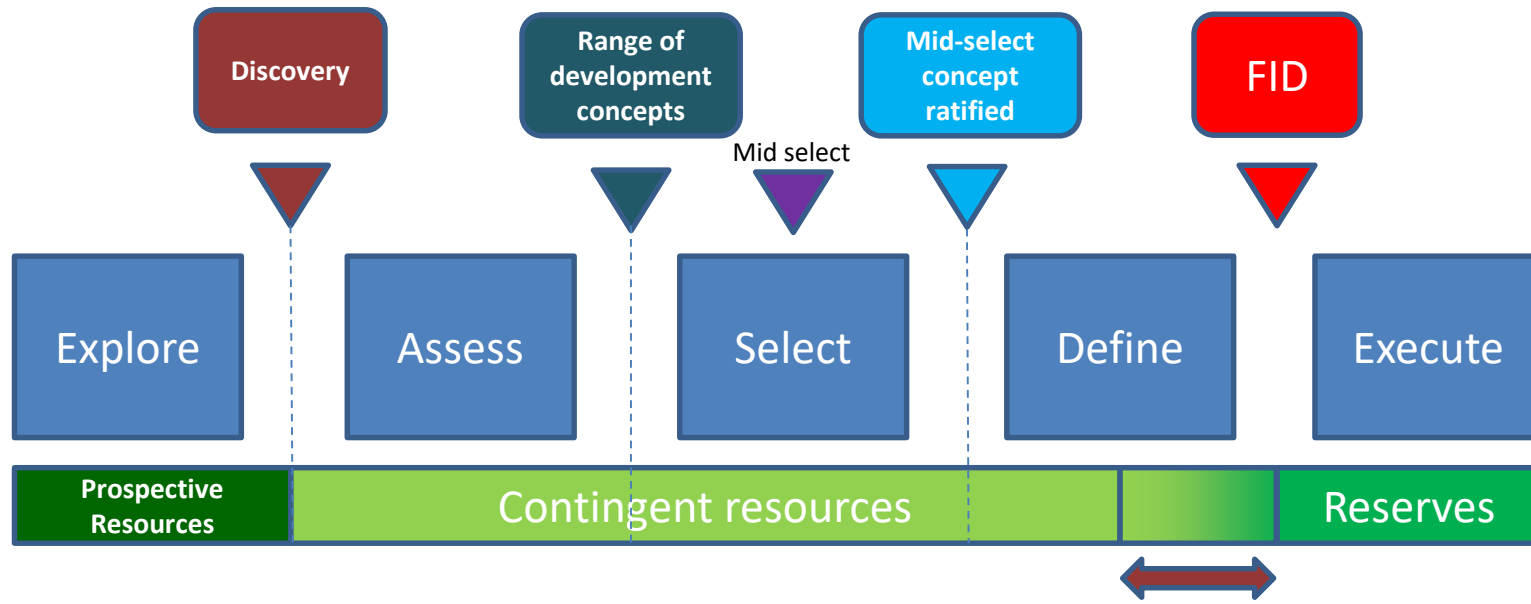 Discovery
Range of
development
concepts
Mid-select
concept
ratified
FID
Mid select
Explore
Assess
Select
Define
Execute
Prospective
Resources
Contingent resources
Reserves